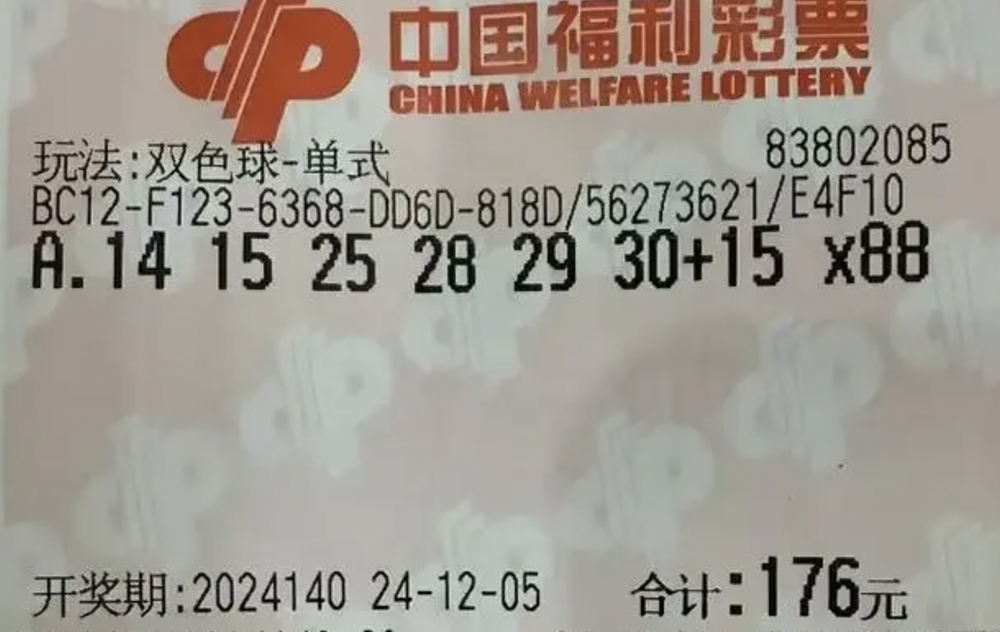 中国福利彩票
CHINA WELFARE LOTTERY
玩法:双色球-单式 83802085
BC12-F123-6368-DD6D-818D/56273621/E4F10
A.14 15 25 28 29 30+15 x88
开奖期:2024140 24-12-05 合计:176元